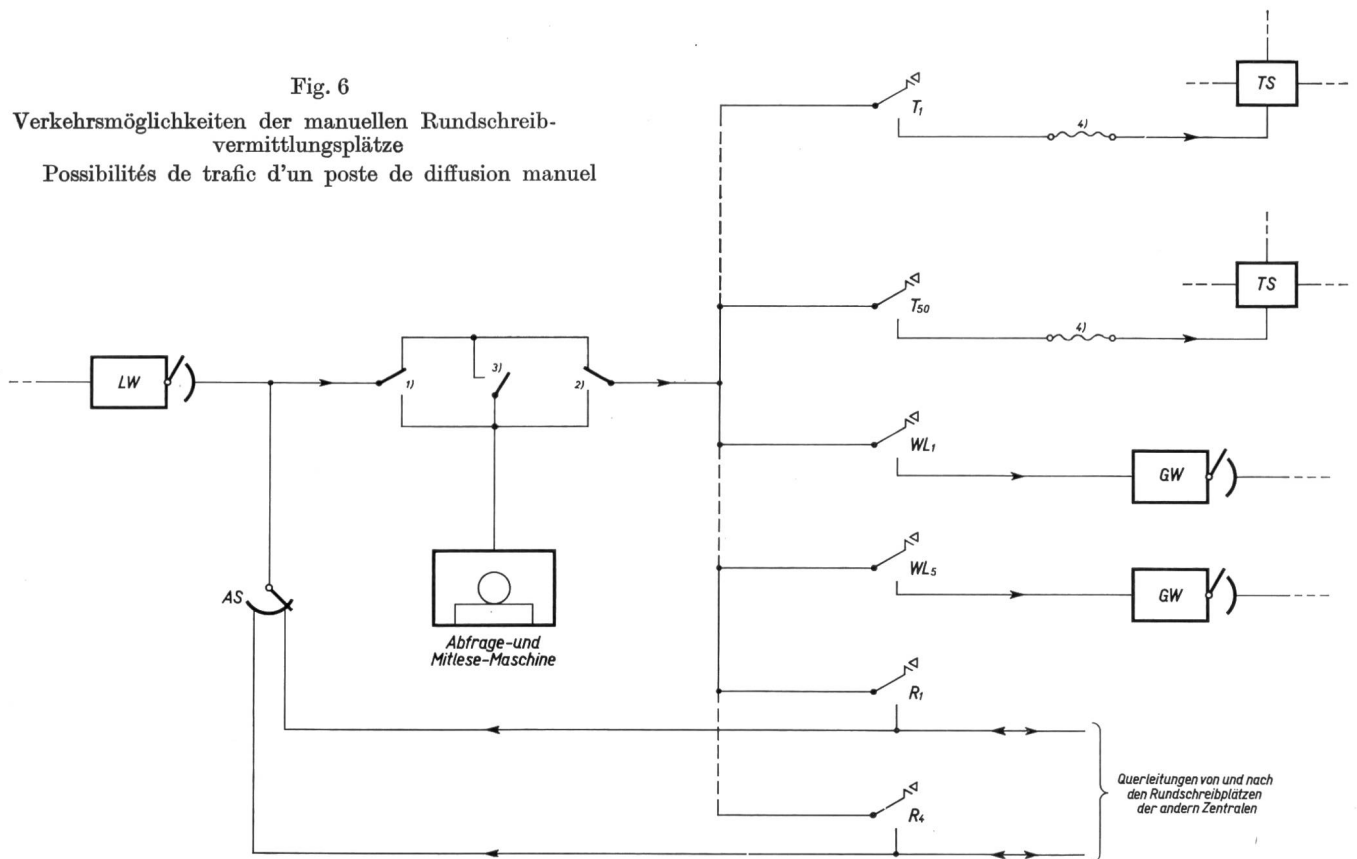 Fig. 6
Verkehrsmöglichkeiten der manuellen Rundschreib-
vermittlungsplätze
Possibilités de trafic d'un poste de diffusion manuel
T1
4)
TS
T50
4)
TS
LW
1)
3)
2)
WL1
GW
WL5
GW
AS
Abfrage-und
Mitlese-Maschine
R1
Querleitungen von und nach
den Rundschreibplätzen
der andern Zentralen
R4